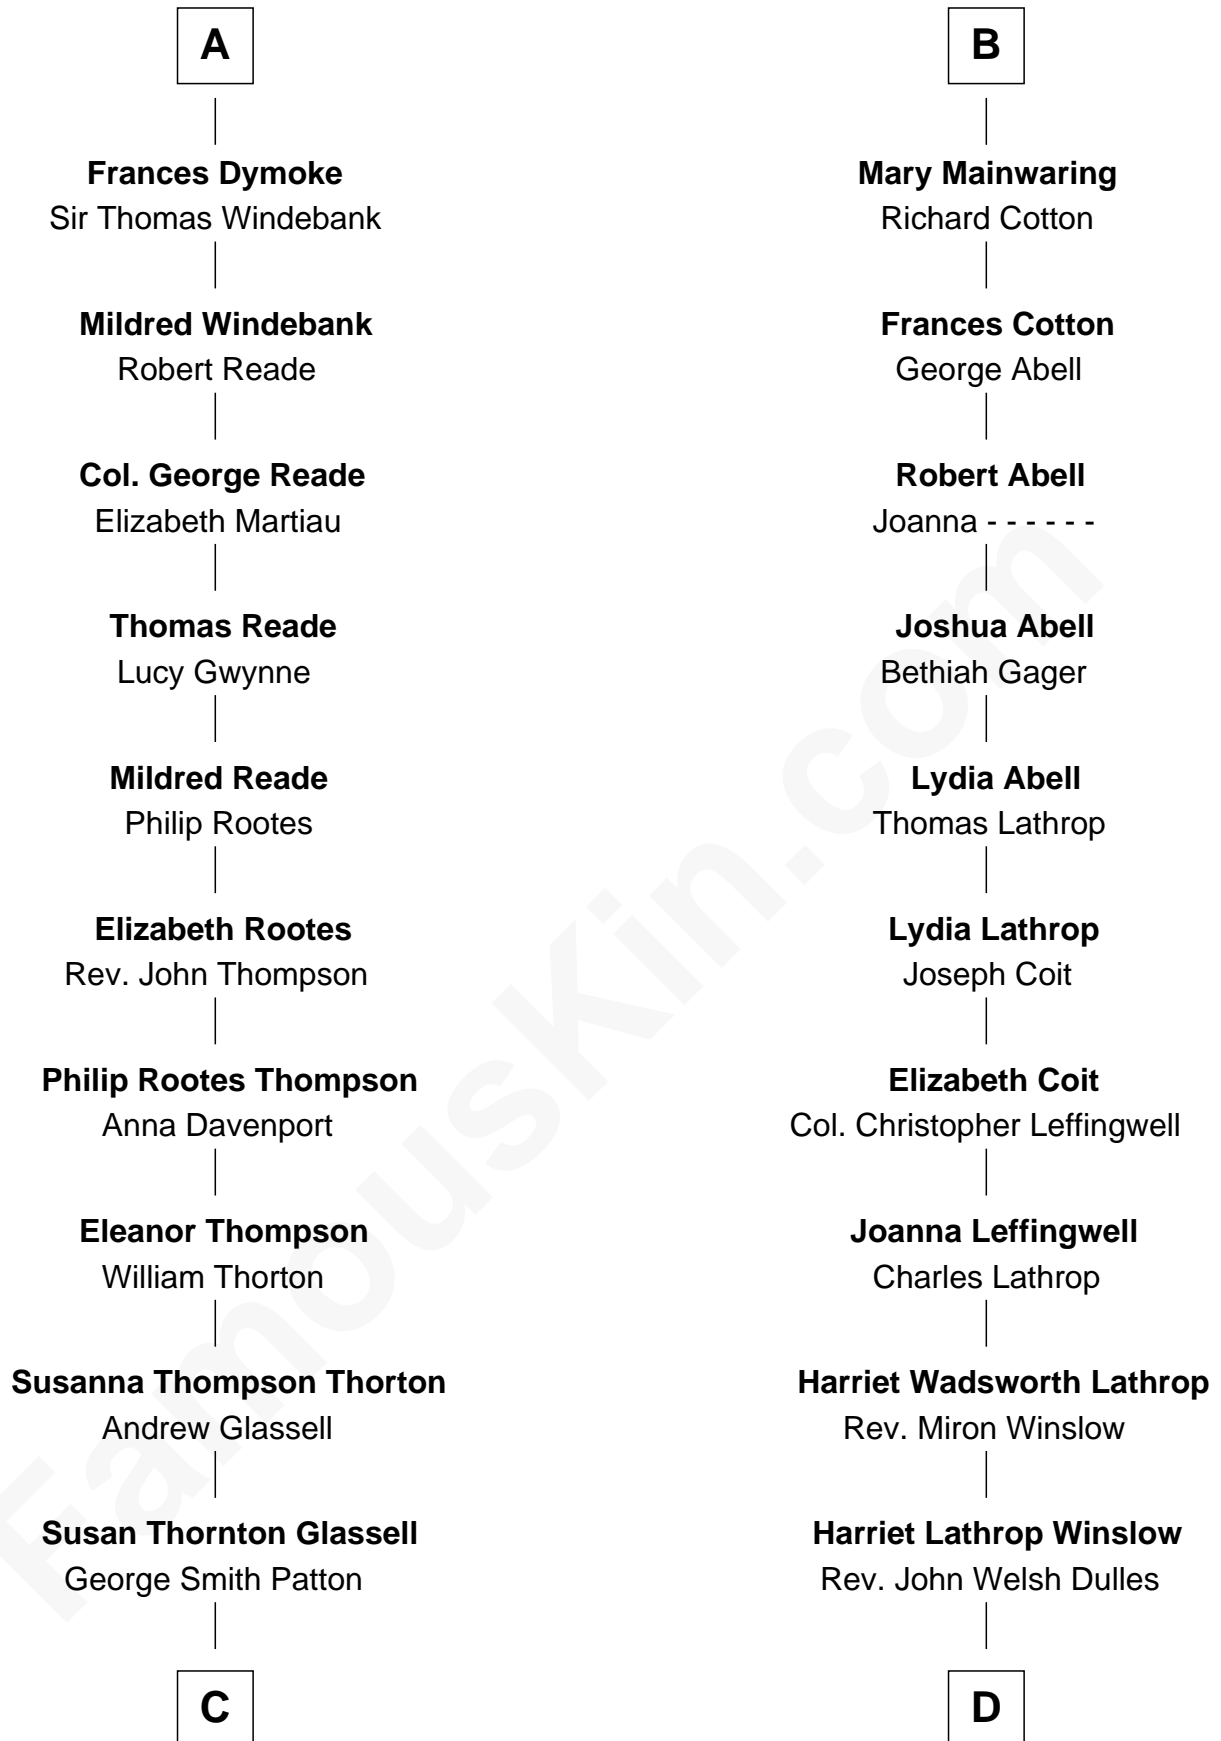 A
Frances Dymoke
Sir Thomas Windebank
Mildred Windebank
Robert Reade
Col. George Reade
Elizabeth Martiau
Thomas Reade
Lucy Gwynne
Mildred Reade
Philip Rootes
Elizabeth Rootes
Rev. John Thompson
Philip Rootes Thompson
Anna Davenport
Eleanor Thompson
William Thorton
Susanna Thompson Thorton
Andrew Glassell
Susan Thornton Glassell
George Smith Patton
C
B
Mary Mainwaring
Richard Cotton
Frances Cotton
George Abell
Robert Abell
Joanna - - - - - -
Joshua Abell
Bethiah Gager
Lydia Abell
Thomas Lathrop
Lydia Lathrop
Joseph Coit
Elizabeth Coit
Col. Christopher Leffingwell
Joanna Leffingwell
Charles Lathrop
Harriet Wadsworth Lathrop
Rev. Miron Winslow
Harriet Lathrop Winslow
Rev. John Welsh Dulles
D
FamousKin.com